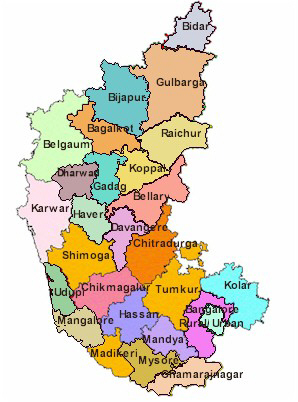 Bidar
Gulbarga
Bijapur
Bagalkot
Raichur
Belgaum
Dharwad
Koppal
Gadag
Bellary
Karwar
Haveri
Davangere
Chitradurga
Shimoga
Chikmagalur
Tumkur
Kolar
Udupi
Hassan
Bangalore
Rural Urban
Mangalore
Mandya
Madikeri
Mysore
Chamarajnagar